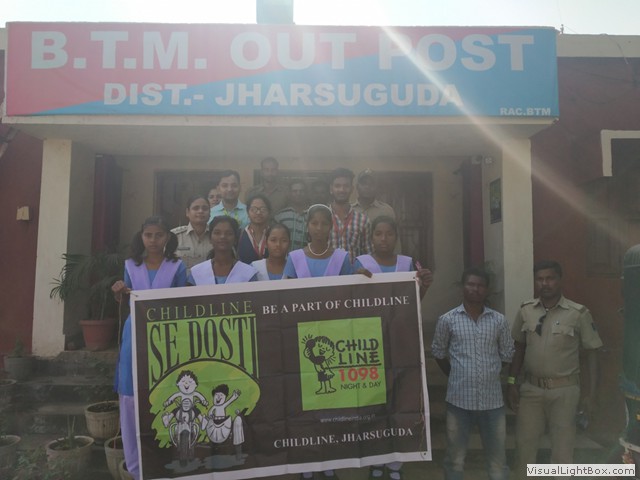 B.T.M. OUT POST
DIST.- JHARSUGUDA
RAC.BTM
CHILDLINE
SE DOSTI
BE A PART OF CHILDLINE
CHILD
LINE
1098
NIGHT & DAY
CHILDLINE, JHARSUGUDA
VisualLightBox.com